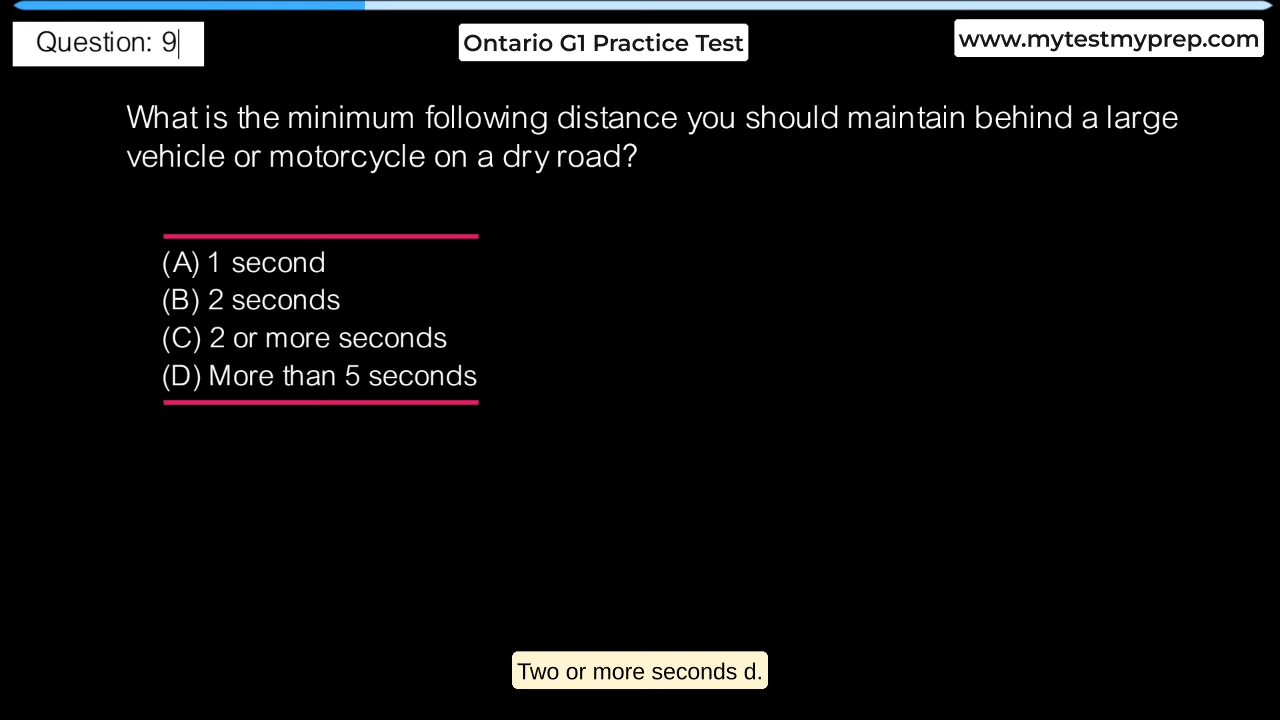 Question: 9
Ontario G1 Practice Test
www.mytestmyprep.com
What is the minimum following distance you should maintain behind a large
vehicle or motorcycle on a dry road?
(A) 1 second
(B) 2 seconds
(C) 2 or more seconds
(D) More than 5 seconds
Two or more seconds d.